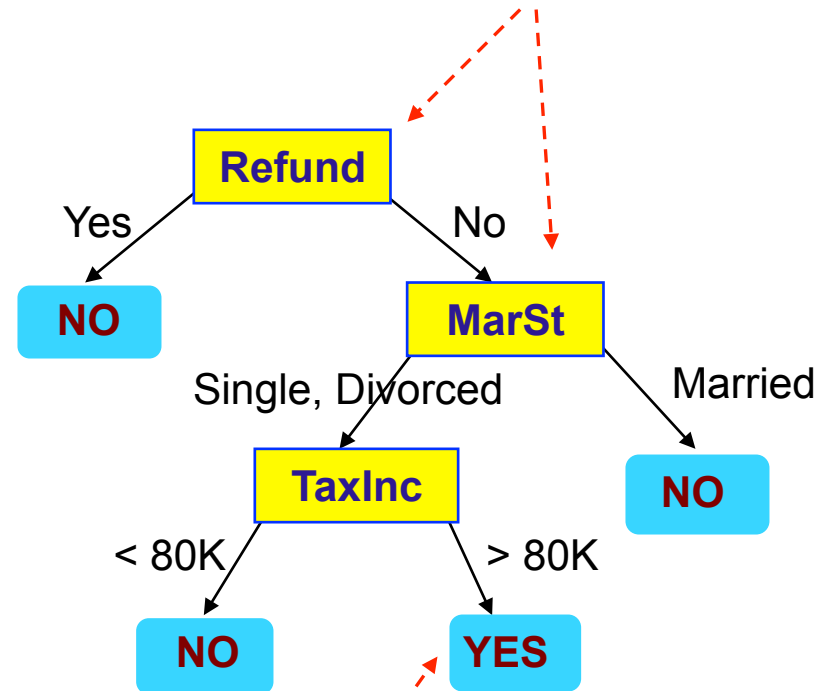 Refund
Yes
No
NO
MarSt
Single, Divorced
Married
TaxInc
NO
< 80K
> 80K
NO
YES